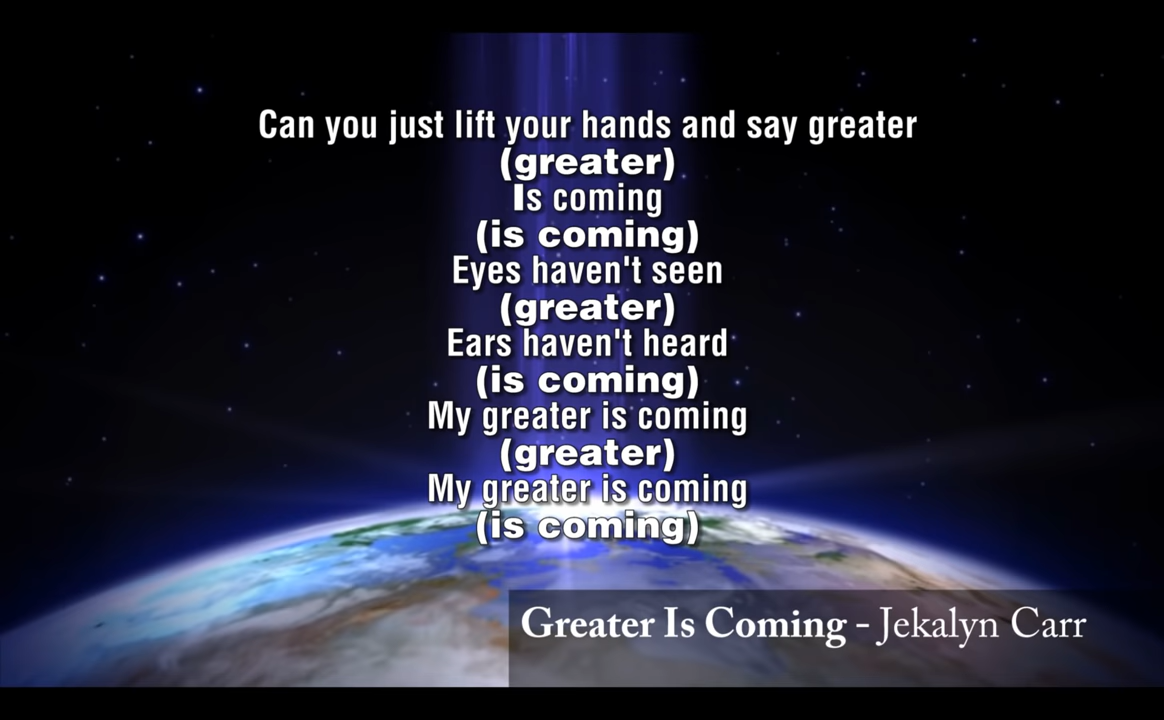 Can you just lift your hands and say greater
(greater)
Is coming
(is coming)
Eyes haven't seen
(greater)
Ears haven't heard
(is coming)
My greater is coming
(greater)
My greater is coming
(is coming)
Greater Is Coming - Jekalyn Carr